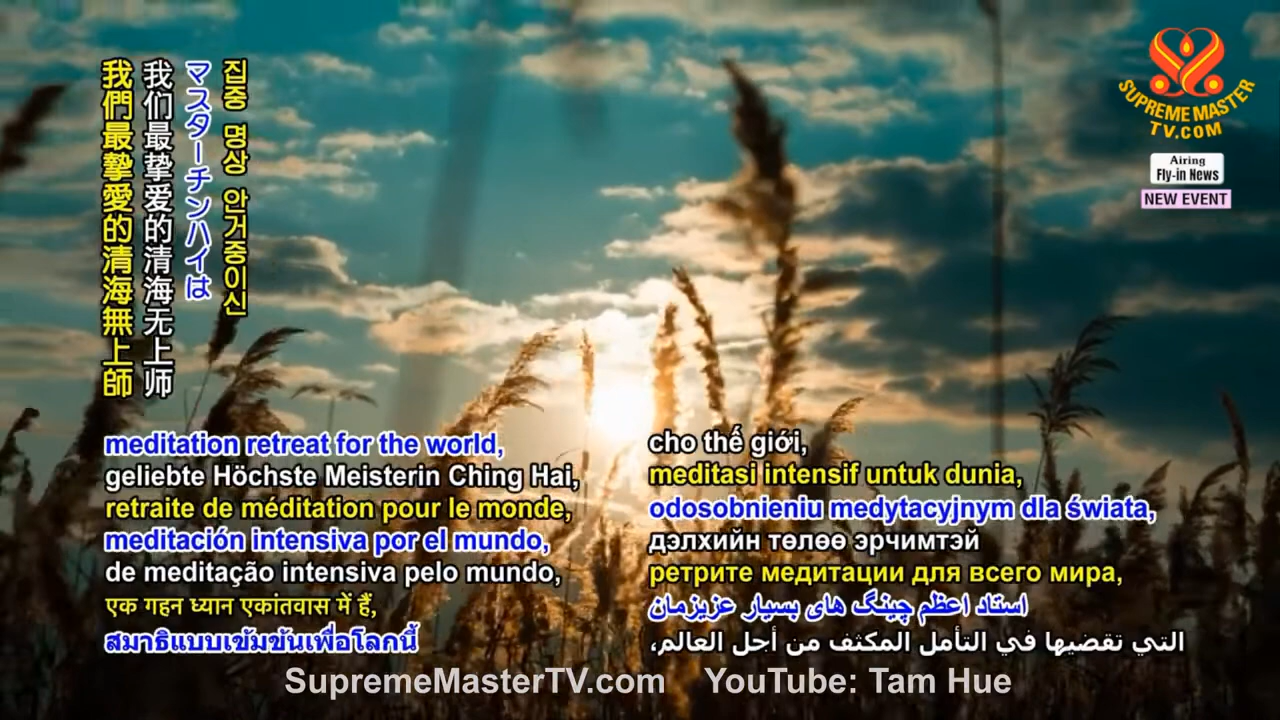 我們最摯愛的清海無上師
我们最挚爱的清海无上师
マスターチンハイは
집중 명상 안거중이신
SUPREME MASTER
TV.COM
Airing
Fly-in News
NEW EVENT
meditation retreat for the world,
geliebte Höchste Meisterin Ching Hai,
retraite de méditation pour le monde,
meditación intensiva por el mundo,
de meditação intensiva pelo mundo,
एक गहन ध्यान एकांतवास में हैं,
สมาธิแบบเข้มข้นเพื่อโลกนี้
cho thế giới,
meditasi intensif untuk dunia,
odosobnieniu medytacyjnym dla świata,
дэлхийн төлөө эрчимтэй
ретрите медитации для всего мира,
استاد اعظم چینگ های بسیار عزیزمان
التي تقضيها في التأمل المكثف من أجل العالم،
SupremeMasterTV.com YouTube: Tam Hue